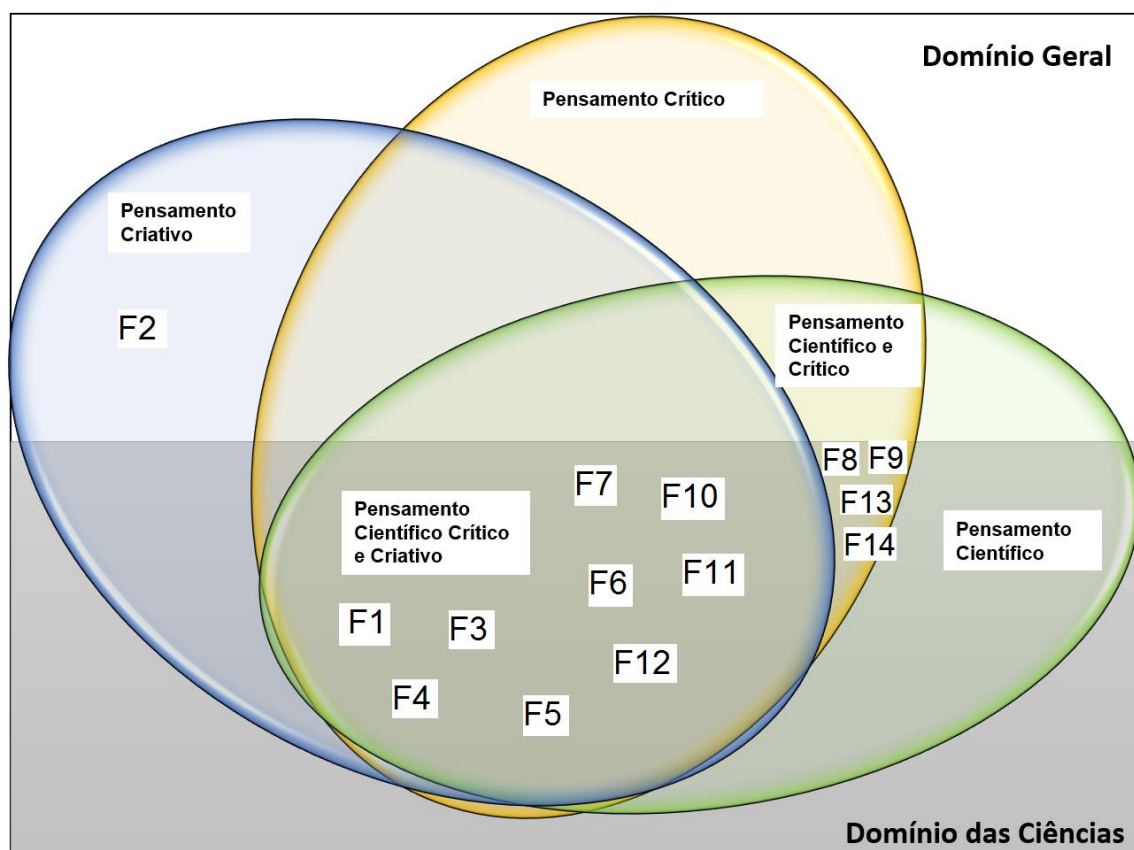 Domínio Geral
Pensamento Crítico
Pensamento
Criativo
F2
Pensamento
Científico e
Crítico
F8 F9
F13
F14
Pensamento
Científico
F7
F10
Pensamento
Científico Crítico
e Criativo
F6
F11
F1
F3
F12
F4
F5
Domínio das Ciências